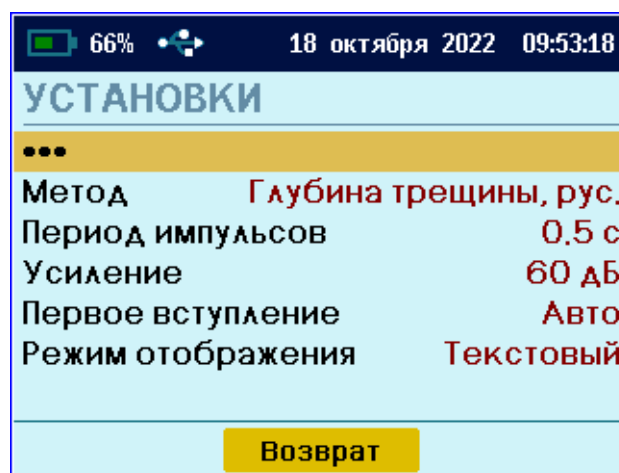 66% 18 октября 2022 09:53:18
УСТАНОВКИ
•••
Метод Глубина трещины, рус.
Период импульсов 0.5 с
Усиление 60 дБ
Первое вступление Авто
Режим отображения Текстовый
Возврат